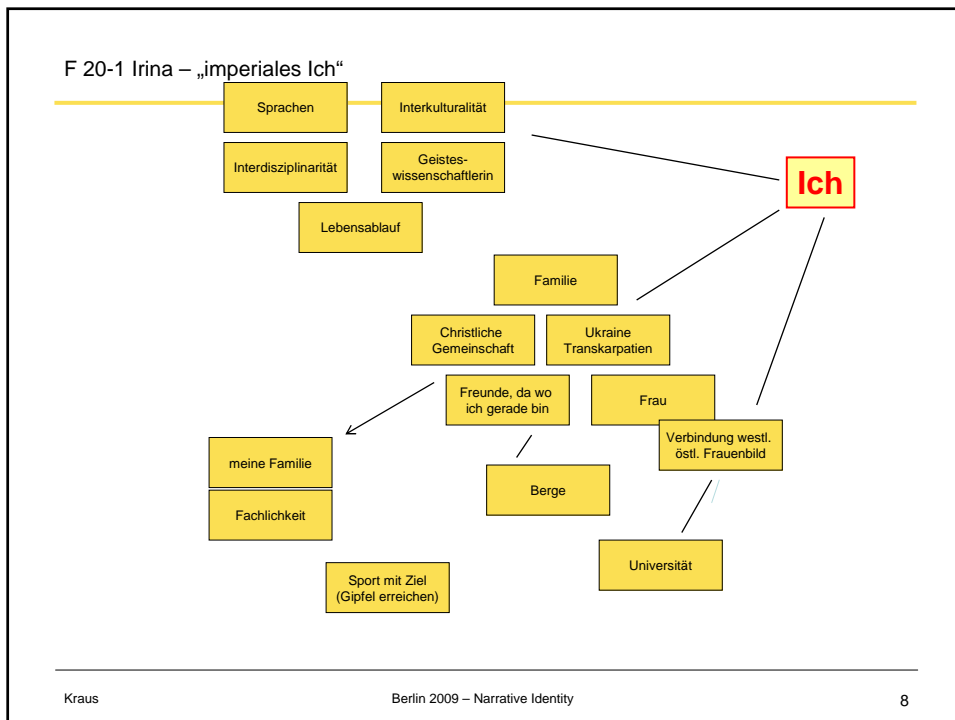 F 20-1 Irina – „imperiales Ich“
Sprachen
Interkulturalität
Interdisziplinarität
Geistes-
wissenschaftlerin
Ich
Lebensablauf
Familie
Christliche
Gemeinschaft
Ukraine
Transkarpatien
Freunde, da wo
ich gerade bin
Frau
Verbindung westl.
östl. Frauenbild
meine Familie
Berge
Fachlichkeit
Universität
Sport mit Ziel
(Gipfel erreichen)
Kraus
Berlin 2009 – Narrative Identity
8